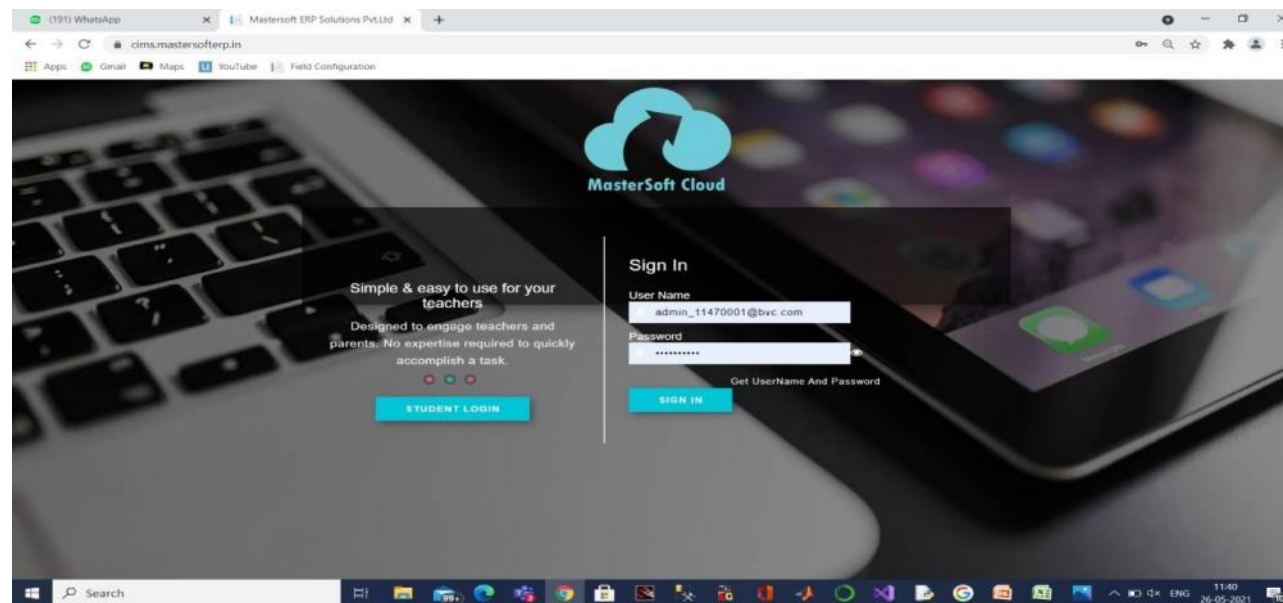 (191) WhatsApp
Mastersoft ERP Solutions Pvt.Ltd
cims.mastersofterp.in
Apps
Gmail
Maps
YouTube
Field Configuration
MasterSoft Cloud
Simple & easy to use for your
teachers
Designed to engage teachers and
parents. No expertise required to quickly
accomplish a task.
STUDENT LOGIN
Sign In
User Name
admin_11470001@bvc.com
Password
••••••••••
Get UserName And Password
SIGN IN
Search
99+
ENG
11:40
26-05-2021